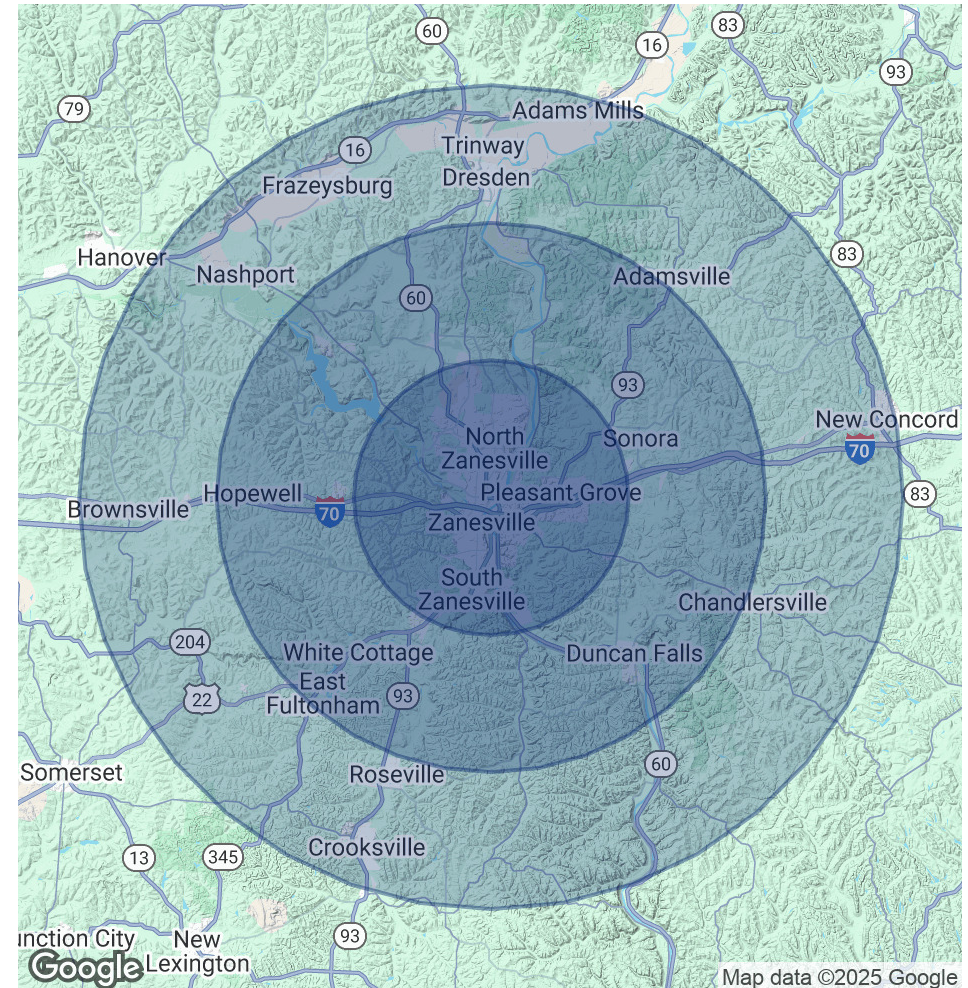 60
83
16
93
79
Adams Mills
Trinway
16
Dresden
Frazeysburg
Hanover
83
Nashport
Adamsville
60
93
New Concord
North
Zanesville
Sonora
70
Hopewell
Pleasant Grove
83
Brownsville
70
Zanesville
South
Zanesville
Chandlersville
204
White Cottage
Duncan Falls
East
Fultonham
22
93
60
Somerset
Roseville
Crooksville
13
345
93
unction City
New
Lexington
Google
Map data ©2025 Google